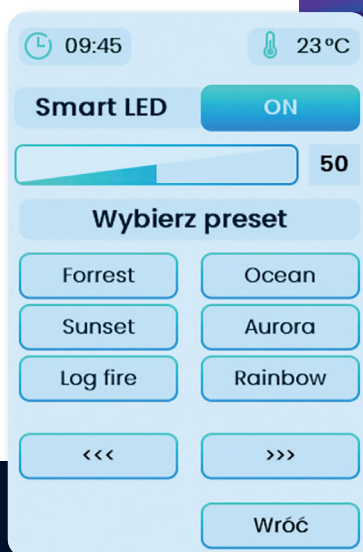 09:45 23°C
Smart LED ON
50
Wybierz preset
Forrest Ocean
Sunset Aurora
Log fire Rainbow
<<< >>>
Wróć